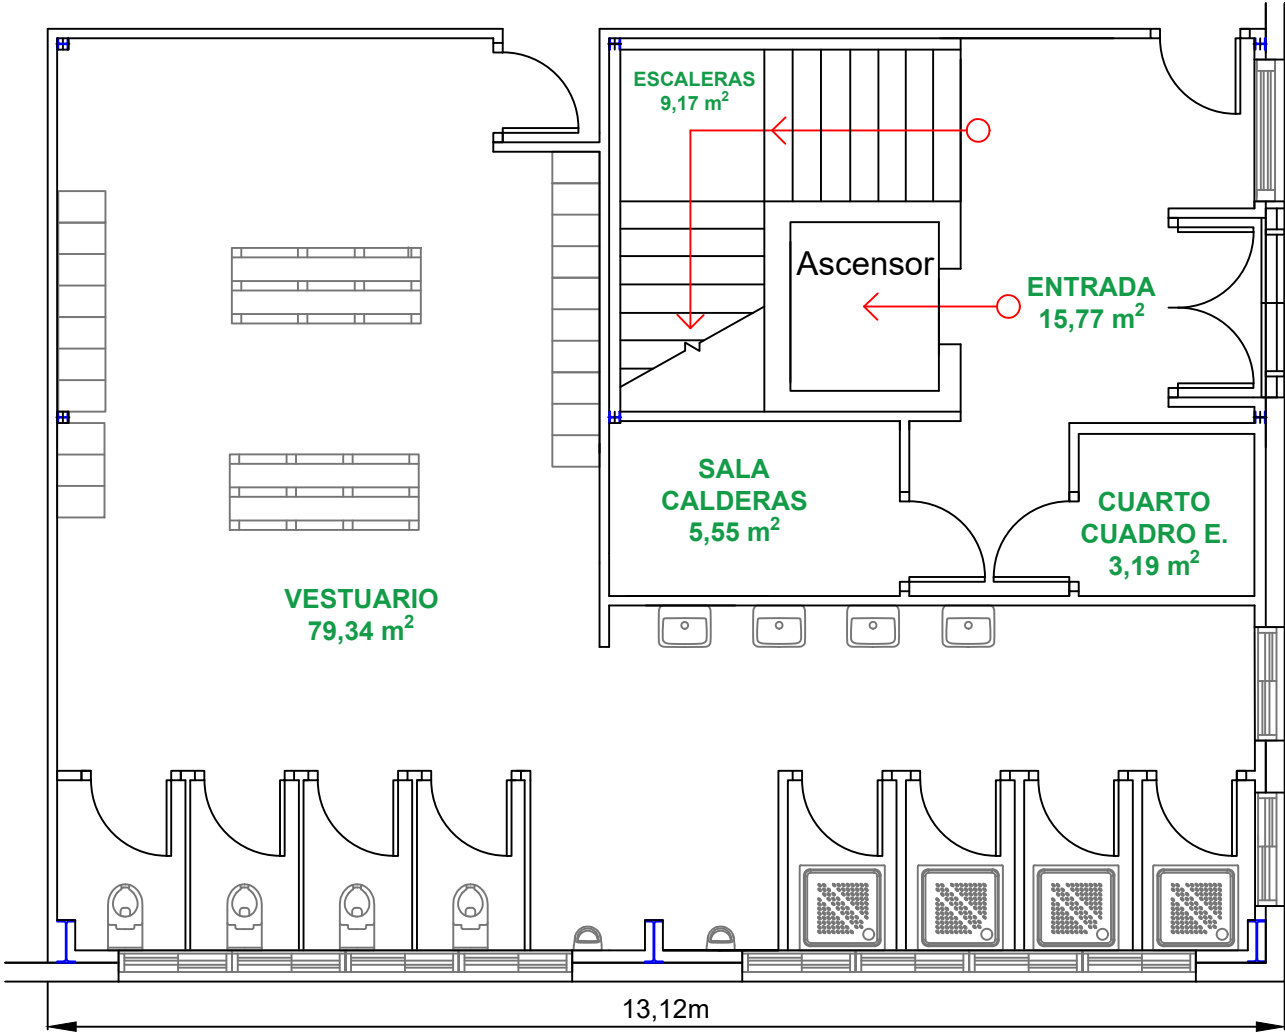 ESCALERAS
9,17 m²
Ascensor
ENTRADA
15,77 m²
SALA
CALDERAS
5,55 m²
CUARTO
CUADRO E.
3,19 m²
VESTUARIO
79,34 m²
13,12m